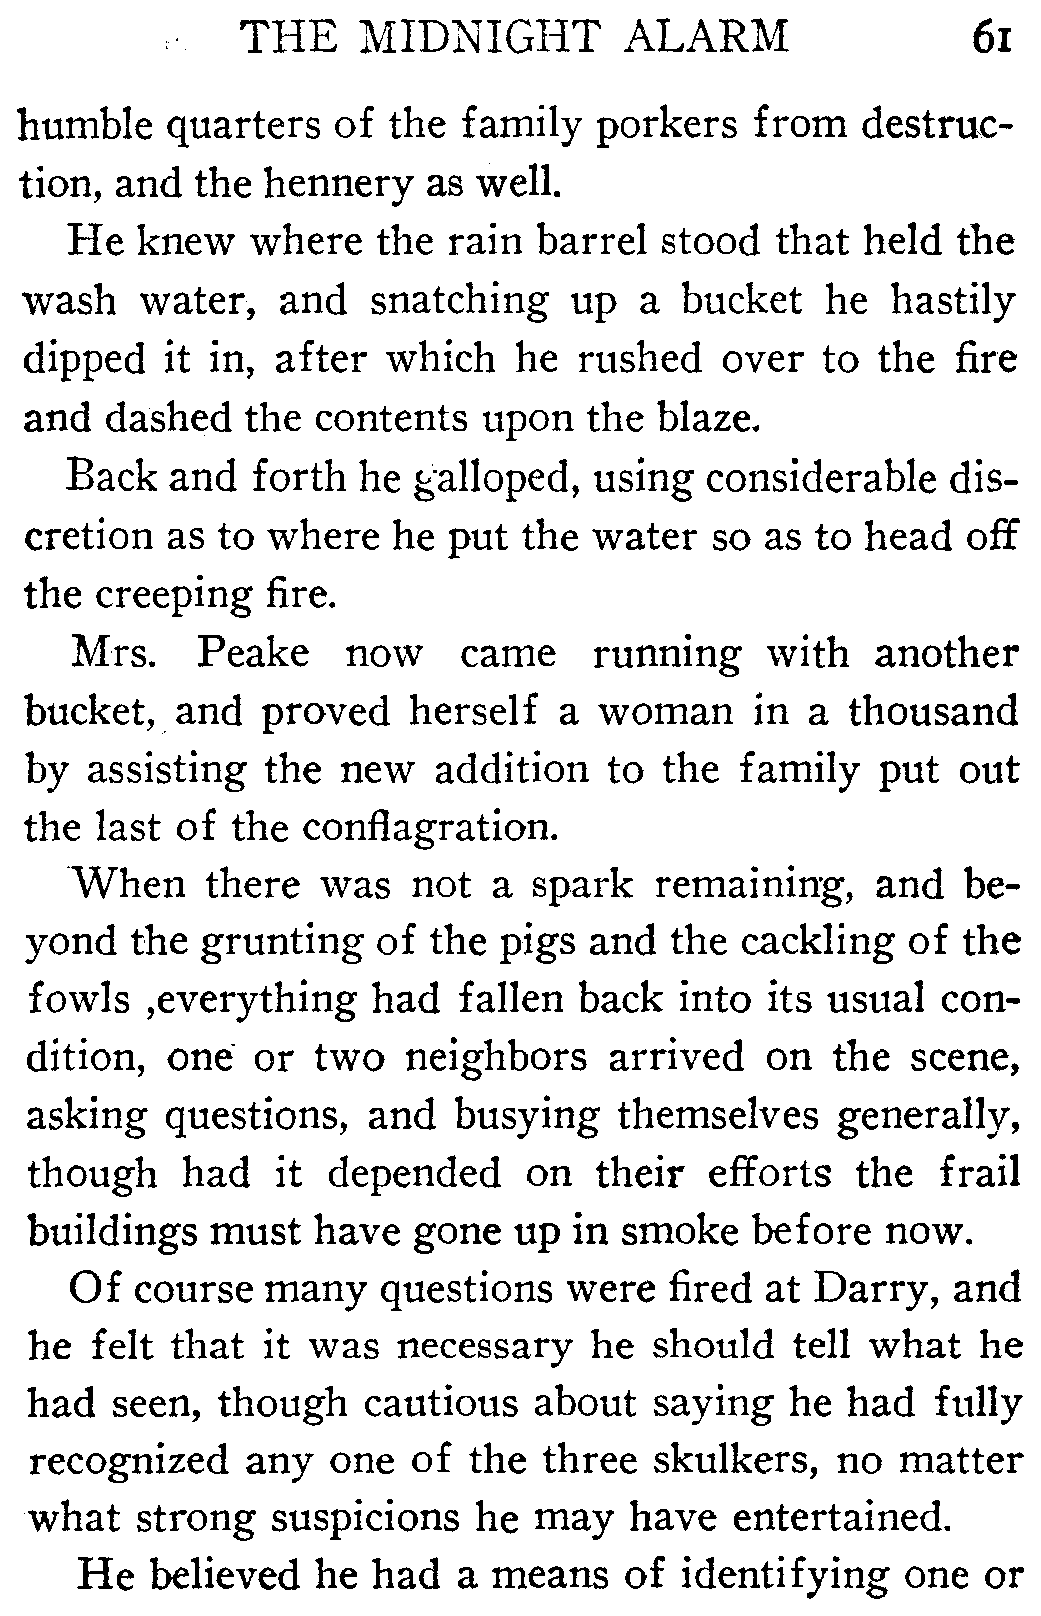 THE MIDNIGHT ALARM 61
humble quarters of the family porkers from destruc-
tion, and the hennery as well.
He knew where the rain barrel stood that held the
wash water, and snatching up a bucket he hastily
dipped it in, after which he rushed over to the fire
and dashed the contents upon the blaze.
Back and forth he galloped, using considerable dis-
cretion as to where he put the water so as to head off
the creeping fire.
Mrs. Peake now came running with another
bucket, and proved herself a woman in a thousand
by assisting the new addition to the family put out
the last of the conflagration.
When there was not a spark remaining, and be-
yond the grunting of the pigs and the cackling of the
fowls ,everything had fallen back into its usual con-
dition, one or two neighbors arrived on the scene,
asking questions, and busying themselves generally,
though had it depended on their efforts the frail
buildings must have gone up in smoke before now.
Of course many questions were fired at Darry, and
he felt that it was necessary he should tell what he
had seen, though cautious about saying he had fully
recognized any one of the three skulkers, no matter
what strong suspicions he may have entertained.
He believed he had a means of identifying one or